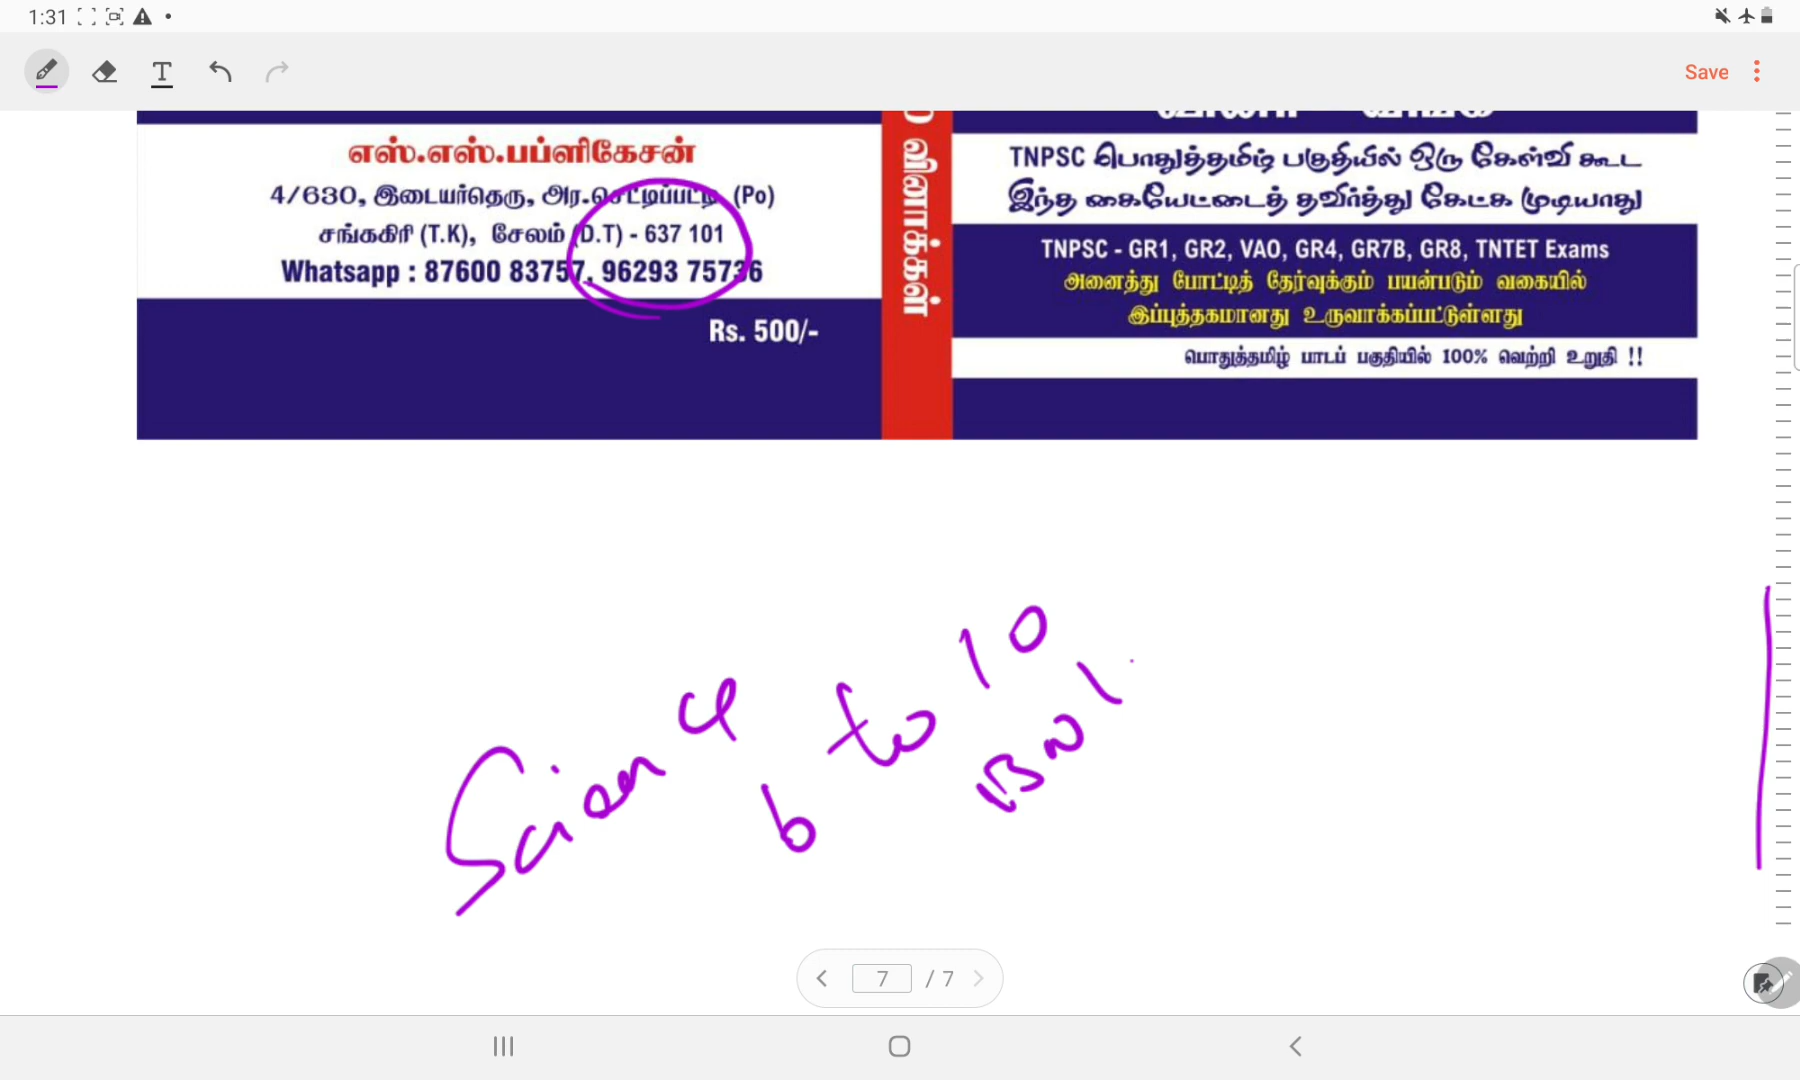 1:31
Save
எஸ்.எஸ்.பப்ளிகேசன்
4/630, இடையர்தெரு, அர.செட்டிப்பட்டி (Po)
சங்ககிரி (T.K), சேலம் (D.T) - 637 101
Whatsapp : 87600 83757, 96293 75736
Rs. 500/-
வினாக்கள்
TNPSC பொதுத்தமிழ் பகுதியில் ஒரு கேள்வி கூட
இந்த கையேட்டைத் தவிர்த்து கேட்க முடியாது
TNPSC - GR1, GR2, VAO, GR4, GR7B, GR8, TNTET Exams
அனைத்து போட்டித் தேர்வுக்கும் பயன்படும் வகையில்
இப்புத்தகமானது உருவாக்கப்பட்டுள்ளது
பொதுத்தமிழ் பாடப் பகுதியில் 100% வெற்றி உறுதி !!
6 to 10
7 / 7